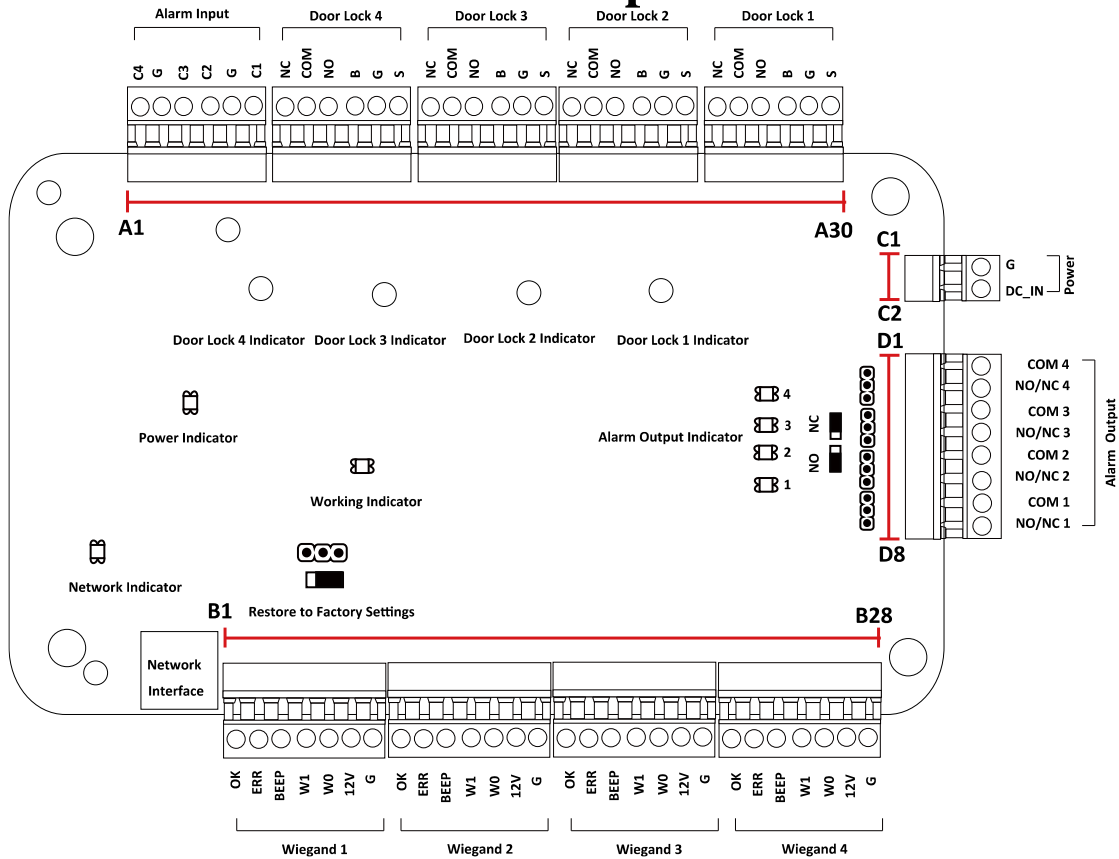 p
Alarm Input Door Lock 4 Door Lock 3 Door Lock 2 Door Lock 1
C4 G C3 C2 G C1 NC COM NO B G S NC COM NO B G S NC COM NO B G S NC COM NO B G S
A1 A30
C1
G
DC_IN
Power
C2
Door Lock 4 Indicator Door Lock 3 Indicator Door Lock 2 Indicator Door Lock 1 Indicator
D1
COM 4
NO/NC 4
COM 3
NO/NC 3
COM 2
NO/NC 2
COM 1
NO/NC 1
Alarm Output
4
3
2
1
NC
NO
Alarm Output Indicator
Power Indicator
Working Indicator
D8
Network Indicator
Restore to Factory Settings
B1 B28
Network
Interface
OK ERR BEEP W1 W0 12V G OK ERR BEEP W1 W0 12V G OK ERR BEEP W1 W0 12V G OK ERR BEEP W1 W0 12V G
Wiegand 1 Wiegand 2 Wiegand 3 Wiegand 4